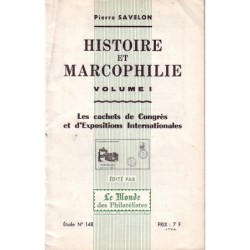 Pierre SAVELON
HISTOIRE
ET
MARCOPHILIE
VOLUME I
Les cachets de Congrès
et d'Expositions Internationales
ÉDITÉ PAR
Le Monde
des Philatélistes
Étude N° 148
PRIX : 7 F